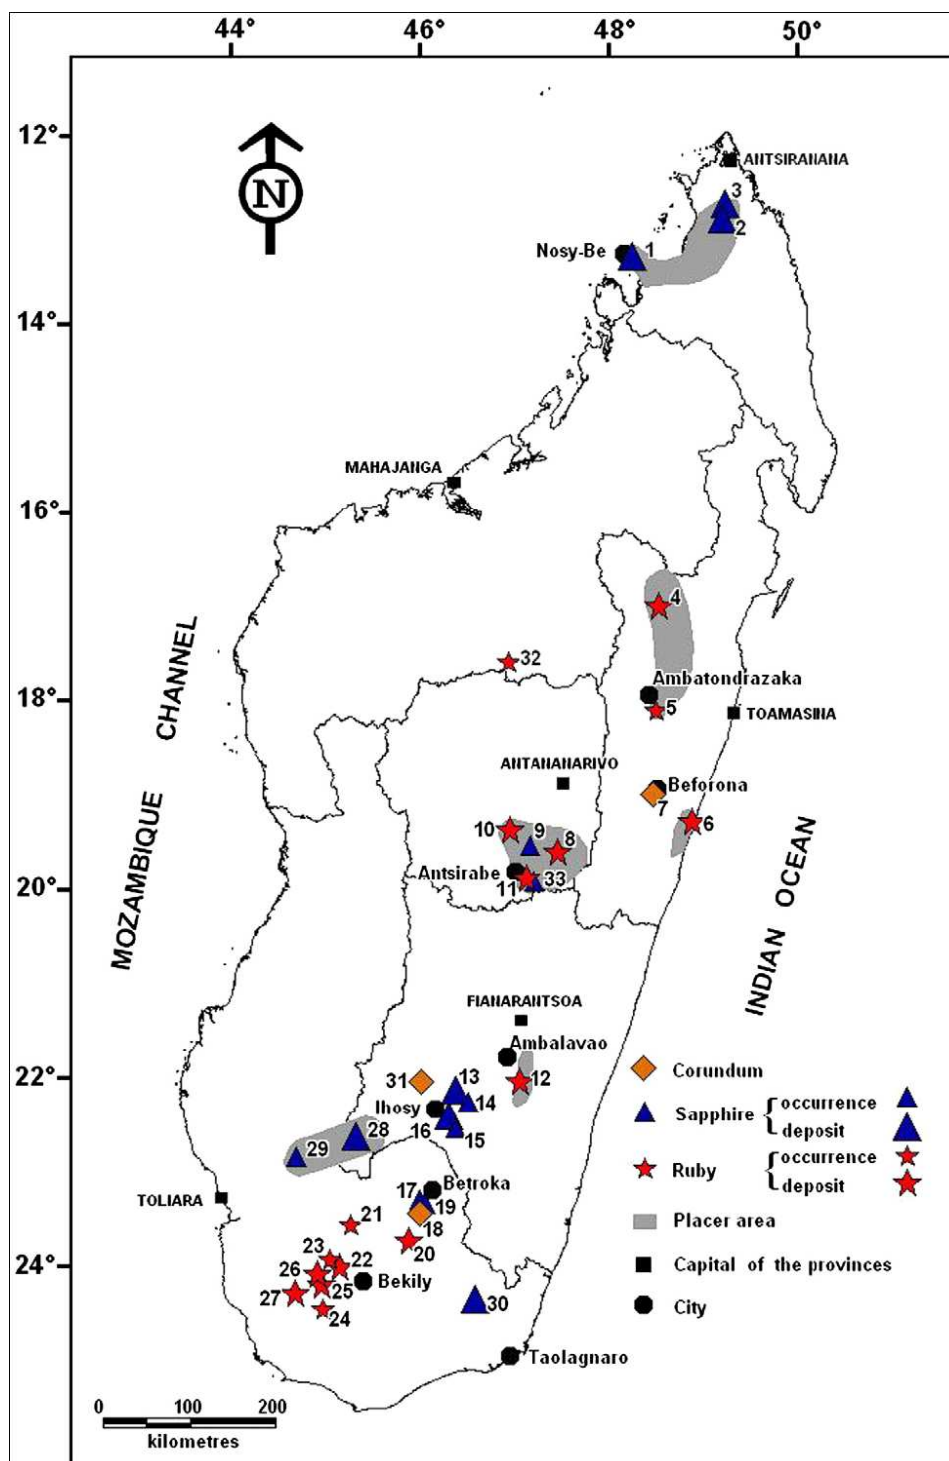 44° 46° 48° 50°
12°
14°
16°
18°
20°
22°
24°
N
ANTSIRANANA
3
2
Nosy-Be 1
MAHAJANGA
4
32
Ambatondrazaka
5
TOAMASINA
MOZAMBIQUE CHANNEL
ANTANANARIVO
Beforona
7
6
10 9 8
Antsirabe
11 33
INDIAN OCEAN
FIANARANTSOA
Ambalavao
12
31 13
14
Ihosy
16 15
28
29
Betroka
17 19
18
TOLIARA
21
20
23 22
26
25
27
24
Bekily
30
Taolagnaro
Corundum
Sapphire { occurrence
deposit
Ruby { occurrence
deposit
Placer area
Capital of the provinces
City
0 100 200
kilometres